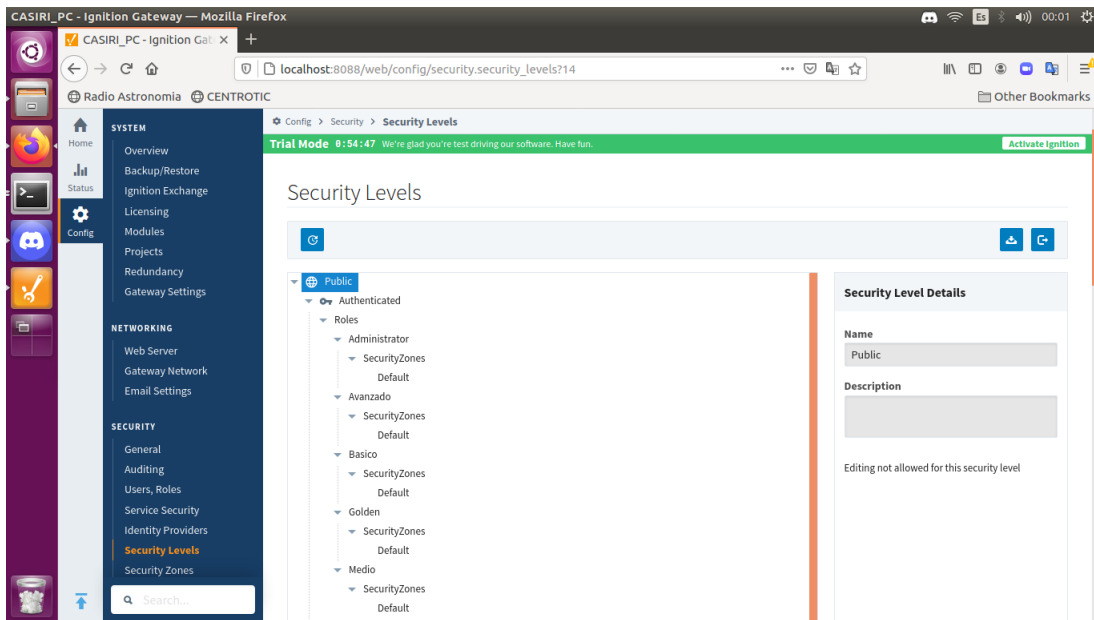 CASIRI_PC - Ignition Gateway — Mozilla Firefox
Es
00:01
CASIRI_PC - Ignition Gat
localhost:8088/web/config/security.security_levels?14
Radio Astronomia
CENTROTIC
Other Bookmarks
Home
Status
Config
SYSTEM
Overview
Backup/Restore
Ignition Exchange
Licensing
Modules
Projects
Redundancy
Gateway Settings
NETWORKING
Web Server
Gateway Network
Email Settings
SECURITY
General
Auditing
Users, Roles
Service Security
Identity Providers
Security Levels
Security Zones
Search...
Config > Security > Security Levels
Trial Mode 0:54:47 We're glad you're test driving our software. Have fun.
Activate Ignition
Security Levels
Public
Authenticated
Roles
Administrator
SecurityZones
Default
Avanzado
SecurityZones
Default
Basico
SecurityZones
Default
Golden
SecurityZones
Default
Medio
SecurityZones
Default
Security Level Details
Name
Public
Description
Editing not allowed for this security level